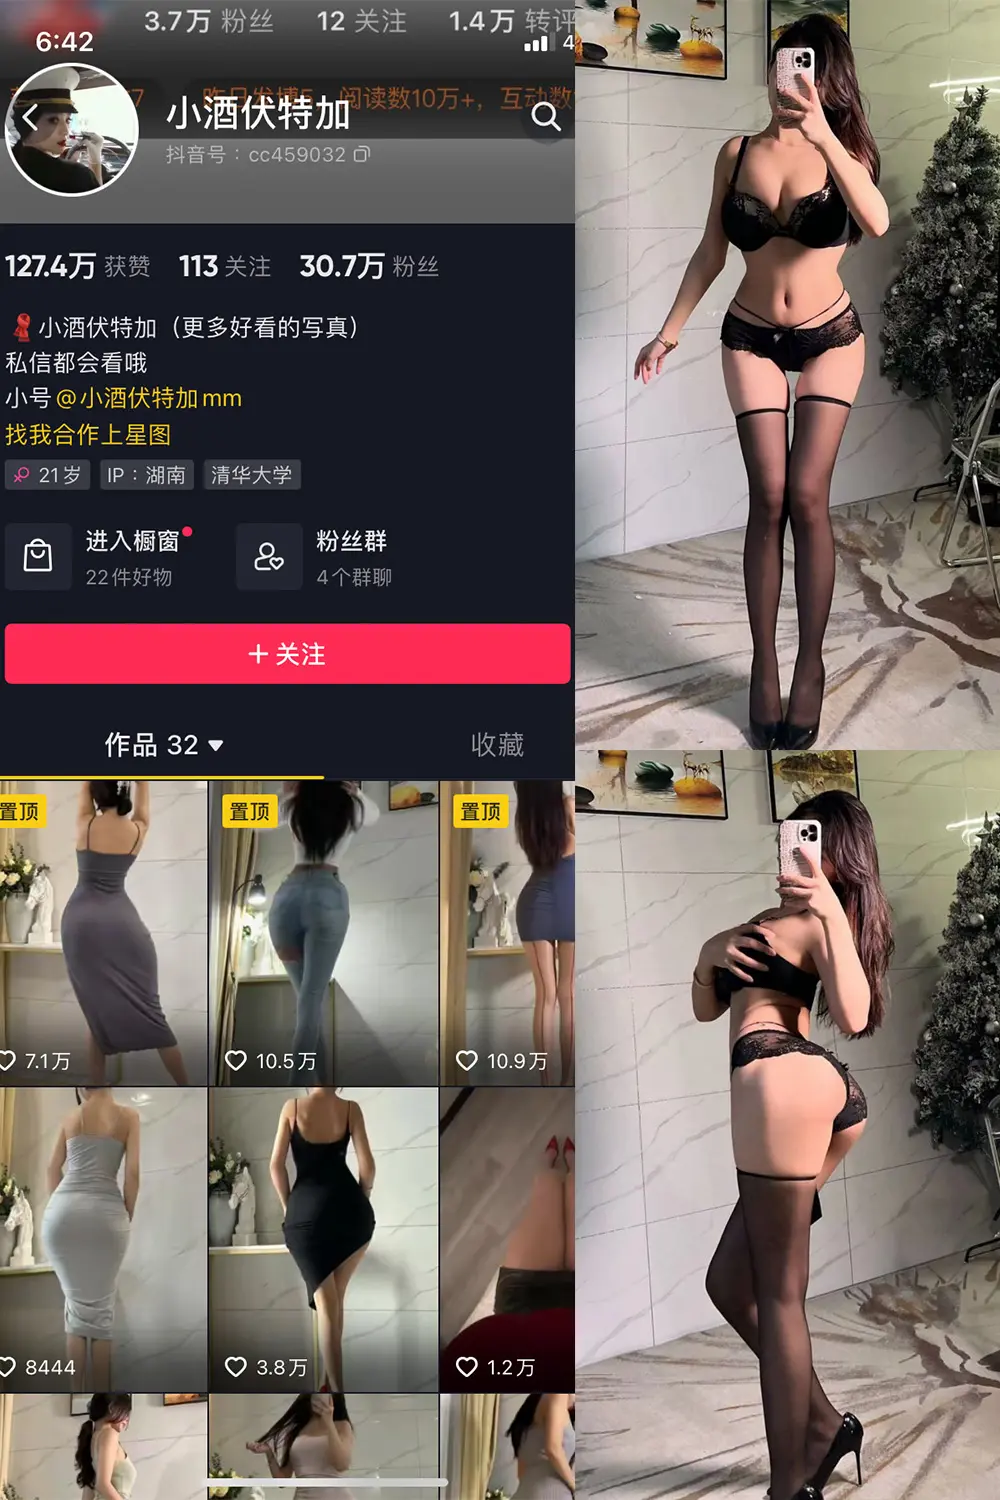 3.7万 粉丝 12 关注 1.4万 转评
6:42
昨日发博5，阅读数10万+，互动数
小酒伏特加
抖音号：cc459032
127.4万 获赞 113 关注 30.7万 粉丝
小酒伏特加（更多好看的写真）
私信都会看哦
小号@小酒伏特加mm
找我合作上星图
21岁 IP：湖南 清华大学
进入橱窗
22件好物
粉丝群
4个群聊
+ 关注
作品 32 收藏
置顶 置顶 置顶
7.1万 10.5万 10.9万
8444 3.8万 1.2万